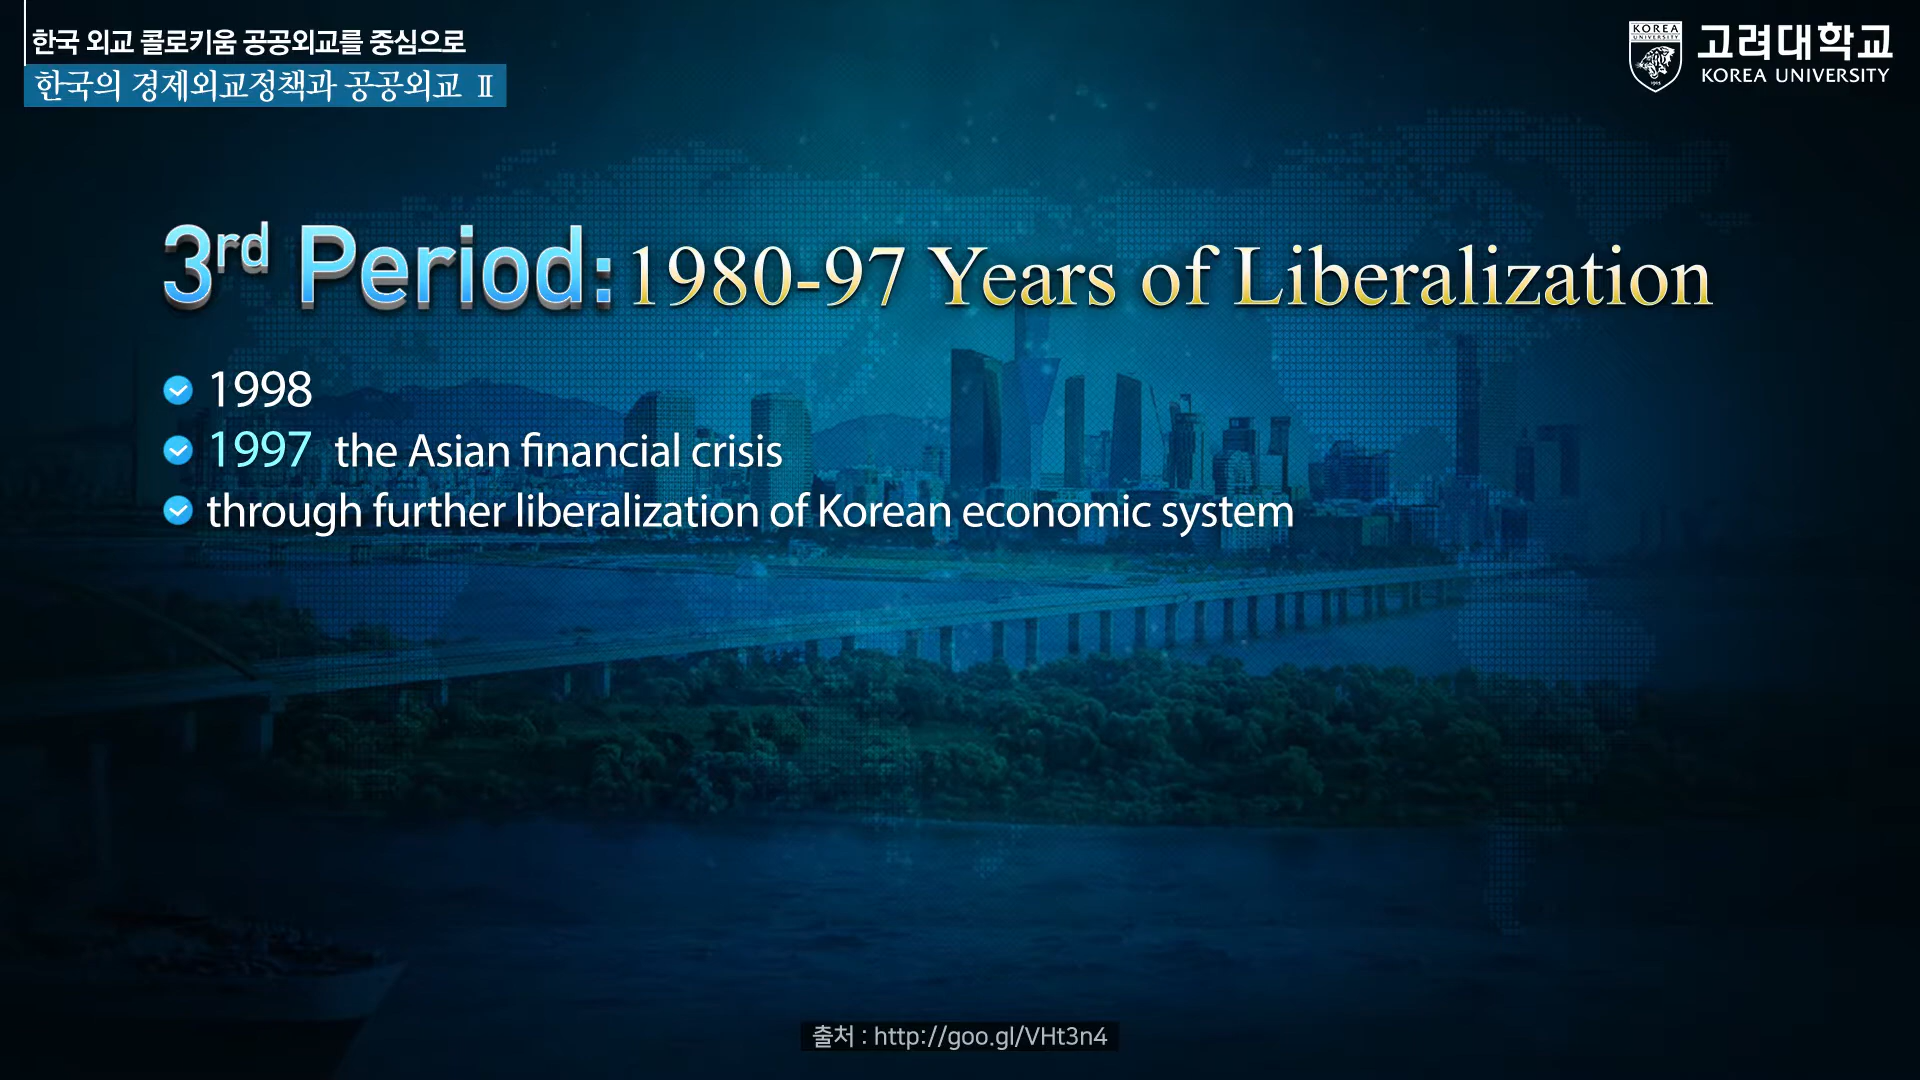 한국 외교 콜로키움 공공외교를 중심으로
한국의 경제외교정책과 공공외교 Ⅱ
KOREA
UNIVERSITY
고려대학교
KOREA UNIVERSITY
3rd Period: 1980-97 Years of Liberalization
1998
1997 the Asian financial crisis
through further liberalization of Korean economic system
출처 : http://goo.gl/VHt3n4